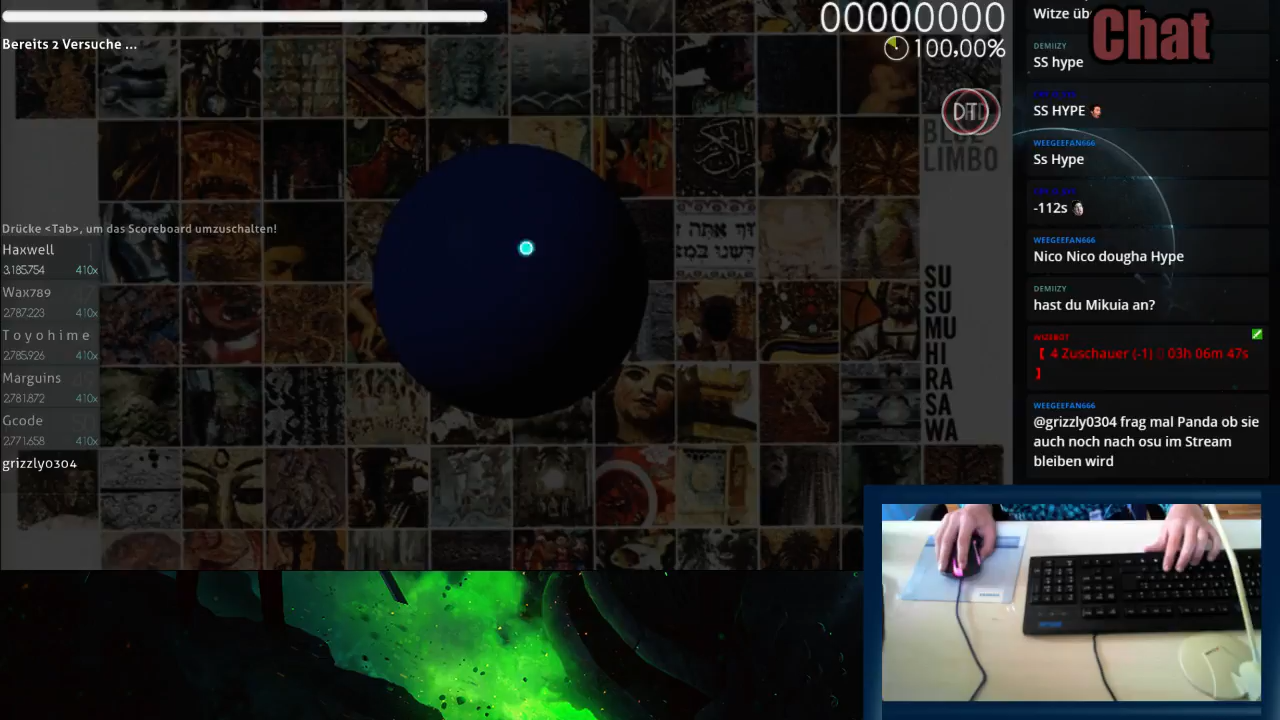 00000000
Bereits 2 Versuche ...
100,00%
BLUE
LIMBO
Drücke <Tab>, um das Scoreboard umzuschalten!
Haxwell
3.185.754 410x
Wax789
2.787.223 410x
Toyohime
2.785.926 410x
Marguins
2.781.872 410x
Gcode
2.771.658 410x
grizzly0304
SU
SU
MU
HI
RA
SA
WA
Chat
Witze üb
DEMIIZY
SS hype
SS HYPE
WEEGEEFAN666
Ss Hype
-112s
WEEGEEFAN666
Nico Nico dougha Hype
DEMIIZY
hast du Mikuia an?
WIZEBOT
【 4 Zuschauer (-1) 03h 06m 47s
】
WEEGEEFAN666
@grizzly0304 frag mal Panda ob sie
auch noch nach osu im Stream
bleiben wird